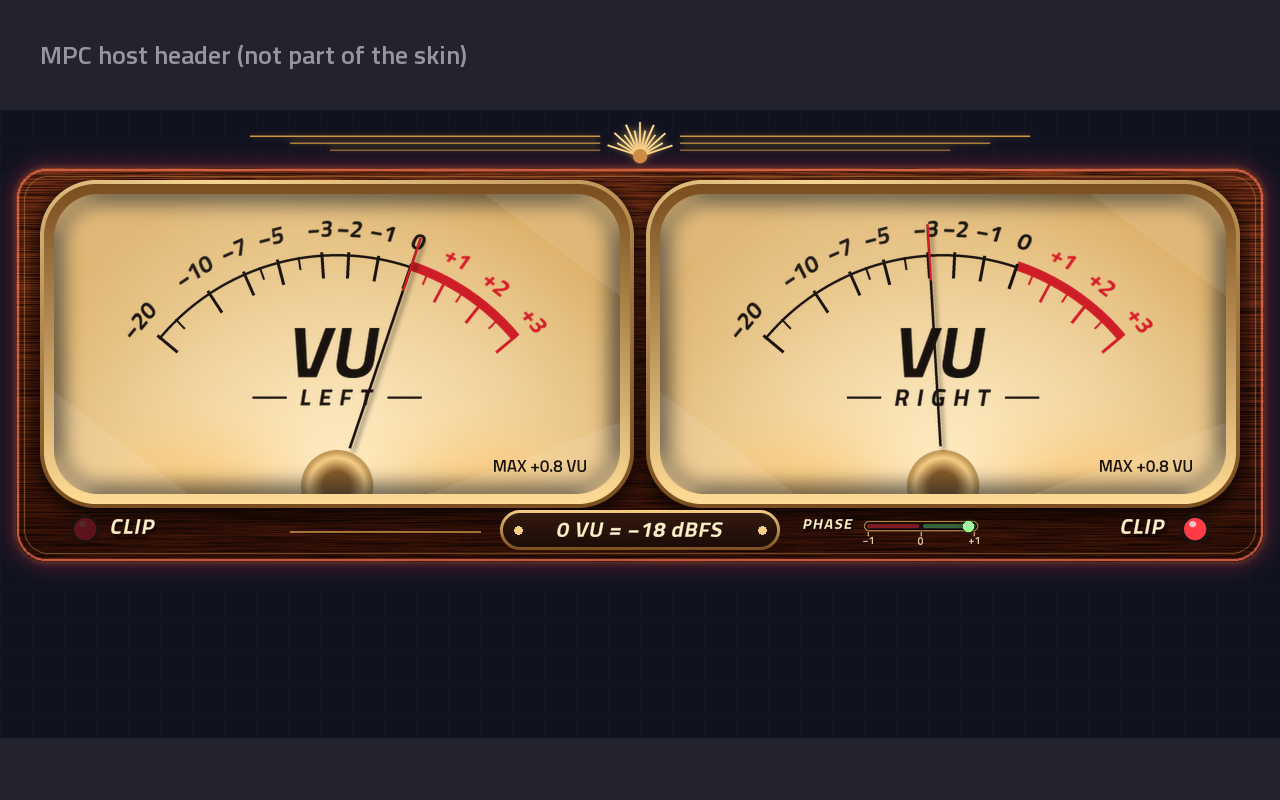 MPC host header (not part of the skin)
−20 −10 −7 −5 −3 −2 −1 0 +1 +2 +3
VU
LEFT
MAX +0.8 VU
−20 −10 −7 −5 −3 −2 −1 0 +1 +2 +3
VU
RIGHT
MAX +0.8 VU
CLIP
0 VU = −18 dBFS
PHASE
−1 0 +1
CLIP